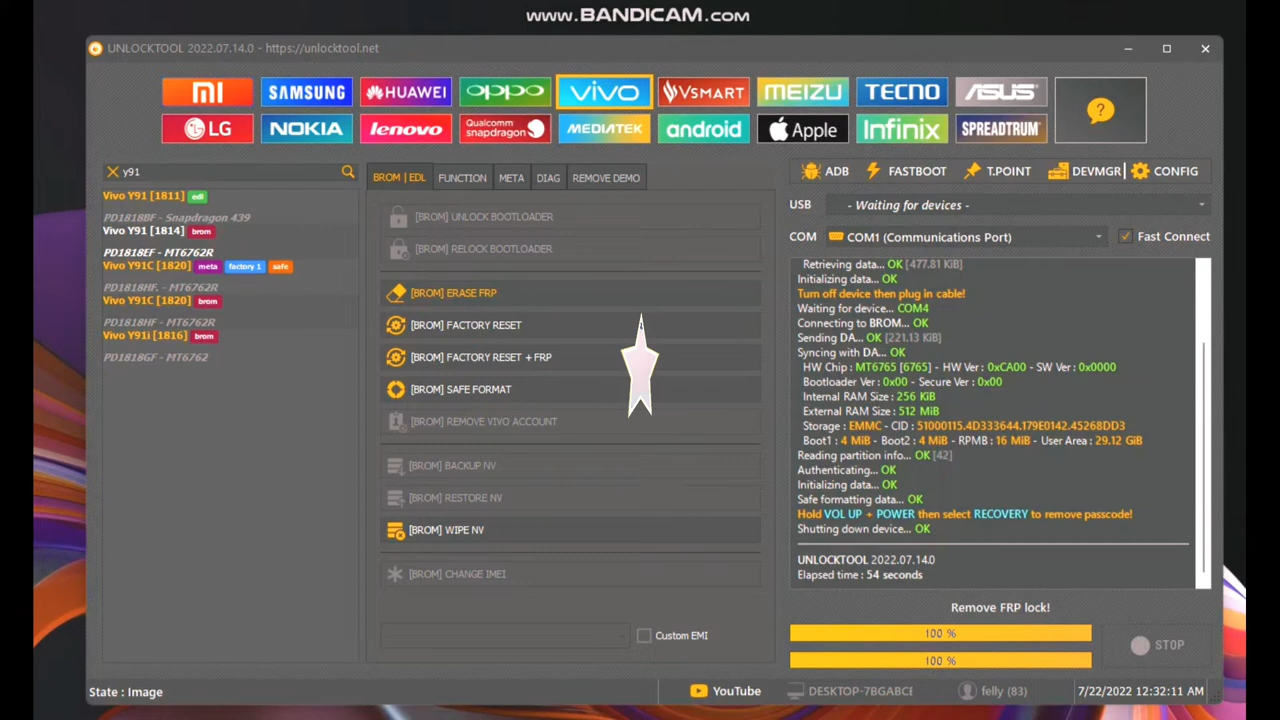 www.BANDICAM.com
UNLOCKTOOL 2022.07.14.0 - https://unlocktool.net
MI SAMSUNG HUAWEI oppo vivo VSMART MEIZU TECNO ASUS ?
LG NOKIA lenovo Qualcomm snapdragon MEDIATEK android Apple Infinix SPREADTRUM
y91
Vivo Y91 [1811] edl
PD1818BF - Snapdragon 439
Vivo Y91 [1814] brom
PD1818EF - MT6762R
Vivo Y91C [1820] meta factory 1 safe
PD1818HF. - MT6762R
Vivo Y91C [1820] brom
PD1818HF - MT6762R
Vivo Y91i [1816] brom
PD1818GF - MT6762
BROM | EDL FUNCTION META DIAG REMOVE DEMO
[BROM] UNLOCK BOOTLOADER
[BROM] RELOCK BOOTLOADER
[BROM] ERASE FRP
[BROM] FACTORY RESET
[BROM] FACTORY RESET + FRP
[BROM] SAFE FORMAT
[BROM] REMOVE VIVO ACCOUNT
[BROM] BACKUP NV
[BROM] RESTORE NV
[BROM] WIPE NV
[BROM] CHANGE IMEI
Custom EMI
ADB FASTBOOT T.POINT DEVMGR CONFIG
USB - Waiting for devices -
COM COM1 (Communications Port) Fast Connect
Retrieving data... OK [477.81 KiB]
Initializing data... OK
Turn off device then plug in cable!
Waiting for device... COM4
Connecting to BROM... OK
Sending DA... OK [221.13 KiB]
Syncing with DA... OK
HW Chip : MT6765 [6765] - HW Ver : 0xCA00 - SW Ver : 0x0000
Bootloader Ver : 0x00 - Secure Ver : 0x00
Internal RAM Size : 256 KiB
External RAM Size : 512 MiB
Storage : EMMC - CID : 51000115.4D333644.179E0142.45268DD3
Boot1 : 4 MiB - Boot2 : 4 MiB - RPMB : 16 MiB - User Area : 29.12 GiB
Reading partition info... OK [42]
Authenticating... OK
Initializing data... OK
Safe formatting data... OK
Hold VOL UP + POWER then select RECOVERY to remove passcode!
Shutting down device... OK
UNLOCKTOOL 2022.07.14.0
Elapsed time : 54 seconds
Remove FRP lock!
100 %
100 %
STOP
State : Image YouTube DESKTOP-7BGABCE felly (83) 7/22/2022 12:32:11 AM